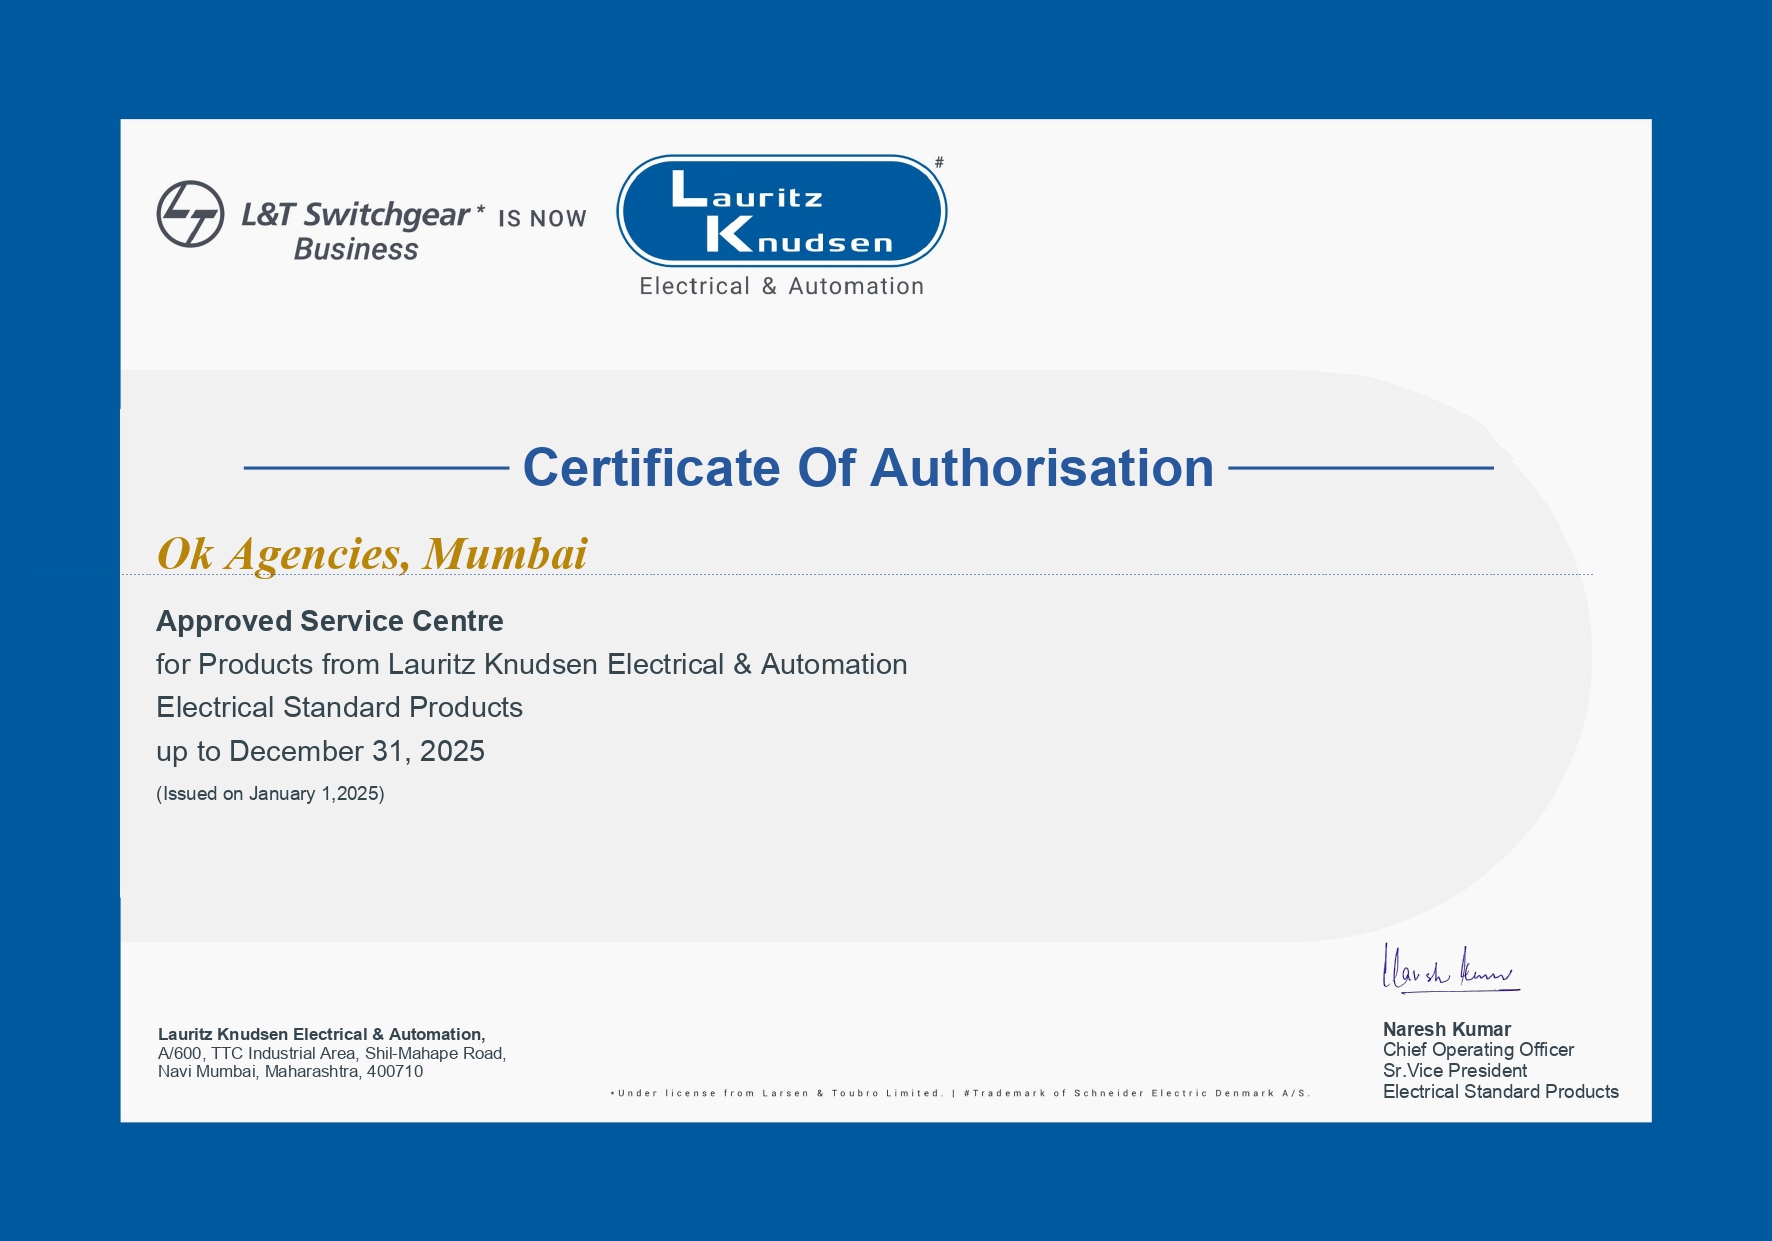 L&T Switchgear* IS NOW
Business
Lauritz
Knudsen
#
Electrical & Automation
Certificate Of Authorisation
Ok Agencies, Mumbai
Approved Service Centre
for Products from Lauritz Knudsen Electrical & Automation
Electrical Standard Products
up to December 31, 2025
(Issued on January 1,2025)
Naresh Kumar
Lauritz Knudsen Electrical & Automation,
A/600, TTC Industrial Area, Shil-Mahape Road,
Navi Mumbai, Maharashtra, 400710
*Under license from Larsen & Toubro Limited. | #Trademark of Schneider Electric Denmark A/S.
Naresh Kumar
Chief Operating Officer
Sr.Vice President
Electrical Standard Products